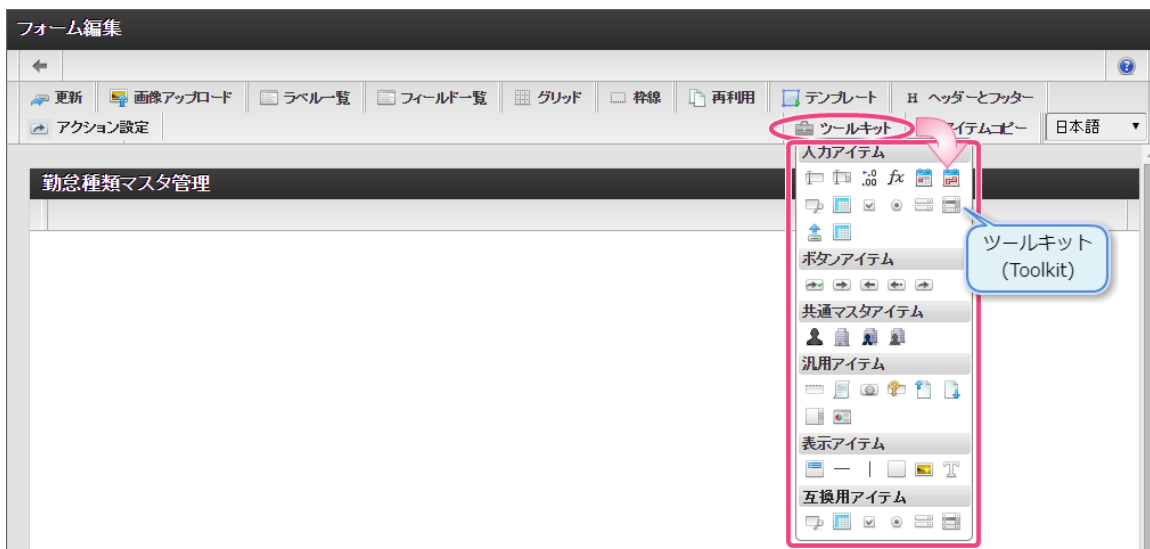 フォーム編集
更新 画像アップロード ラベル一覧 フィールド一覧 グリッド 枠線 再利用 テンプレート H ヘッダーとフッター
アクション設定 ツールキット アイテムコピー 日本語
入力アイテム
勤怠種類マスタ管理
ツールキット
(Toolkit)
ボタンアイテム
共通マスタアイテム
汎用アイテム
表示アイテム
互換用アイテム